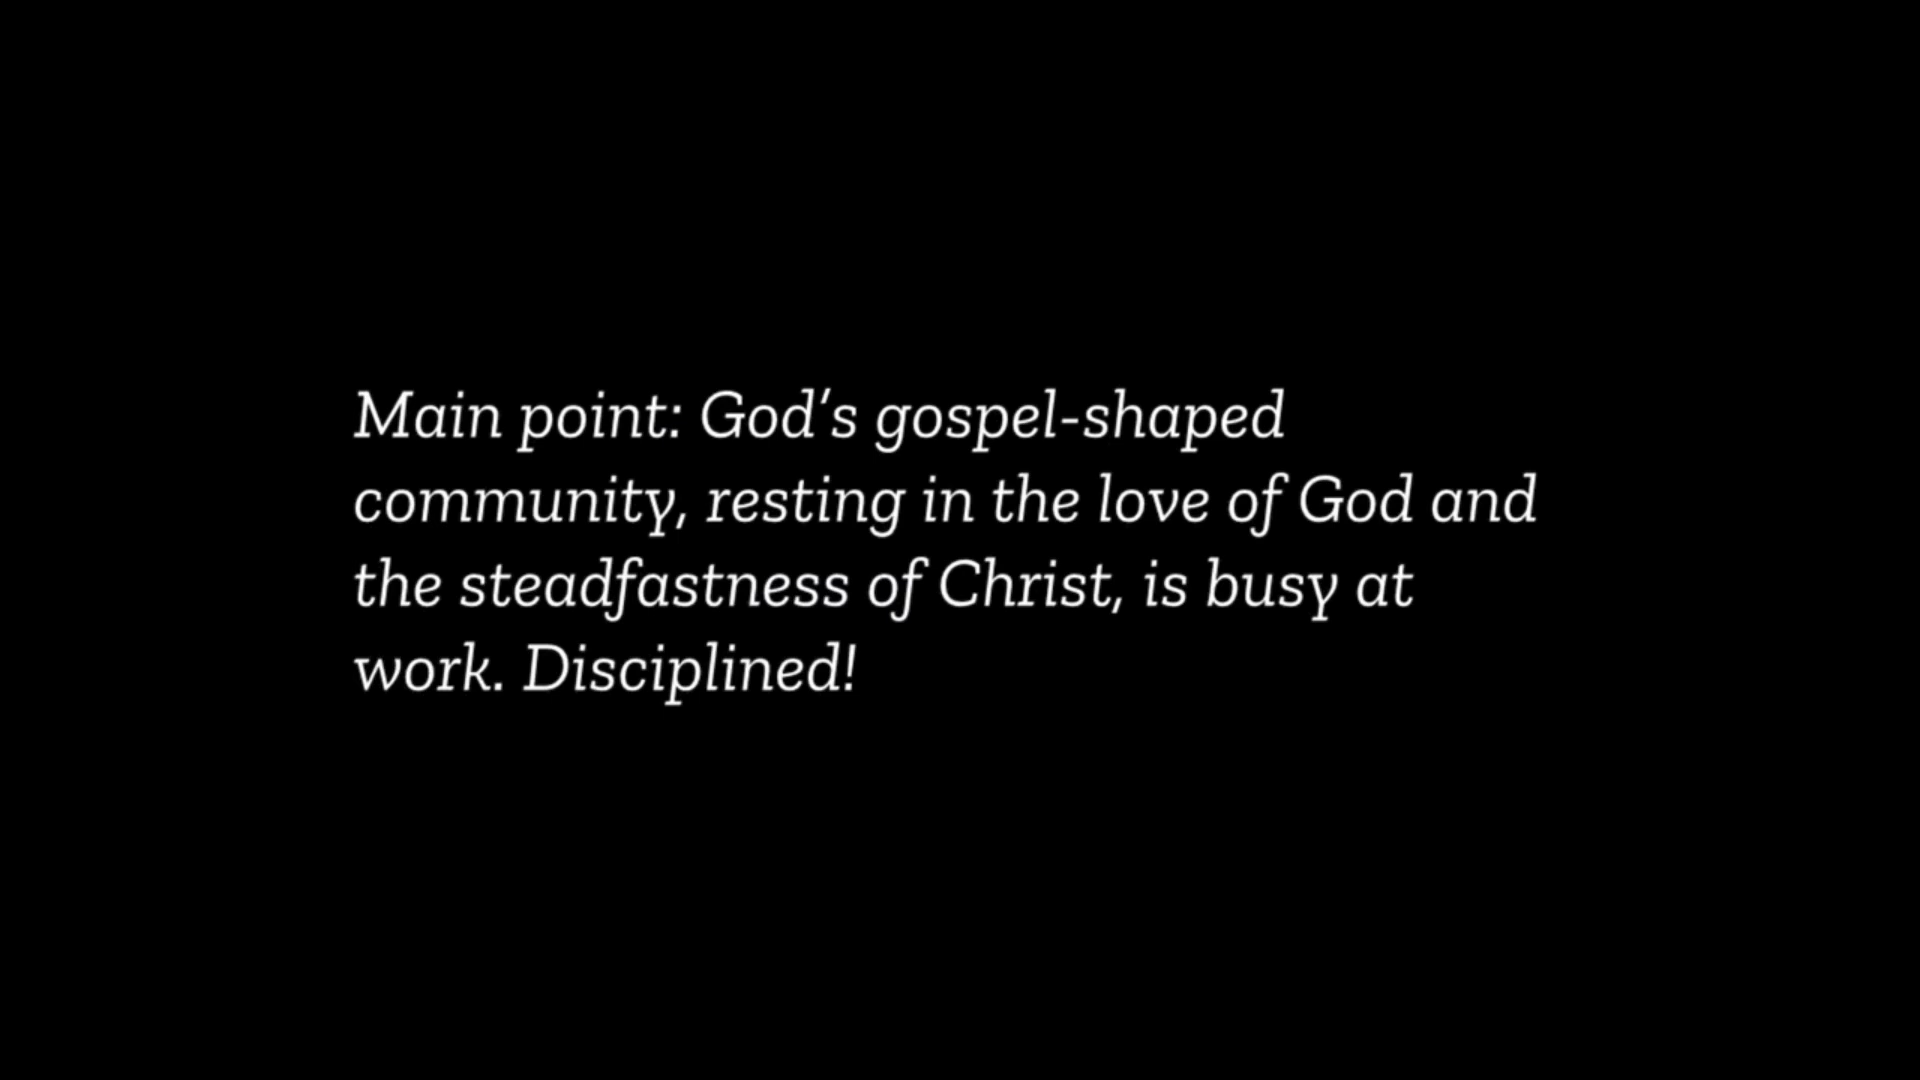 Main point: God’s gospel-shaped
community, resting in the love of God and
the steadfastness of Christ, is busy at
work. Disciplined!